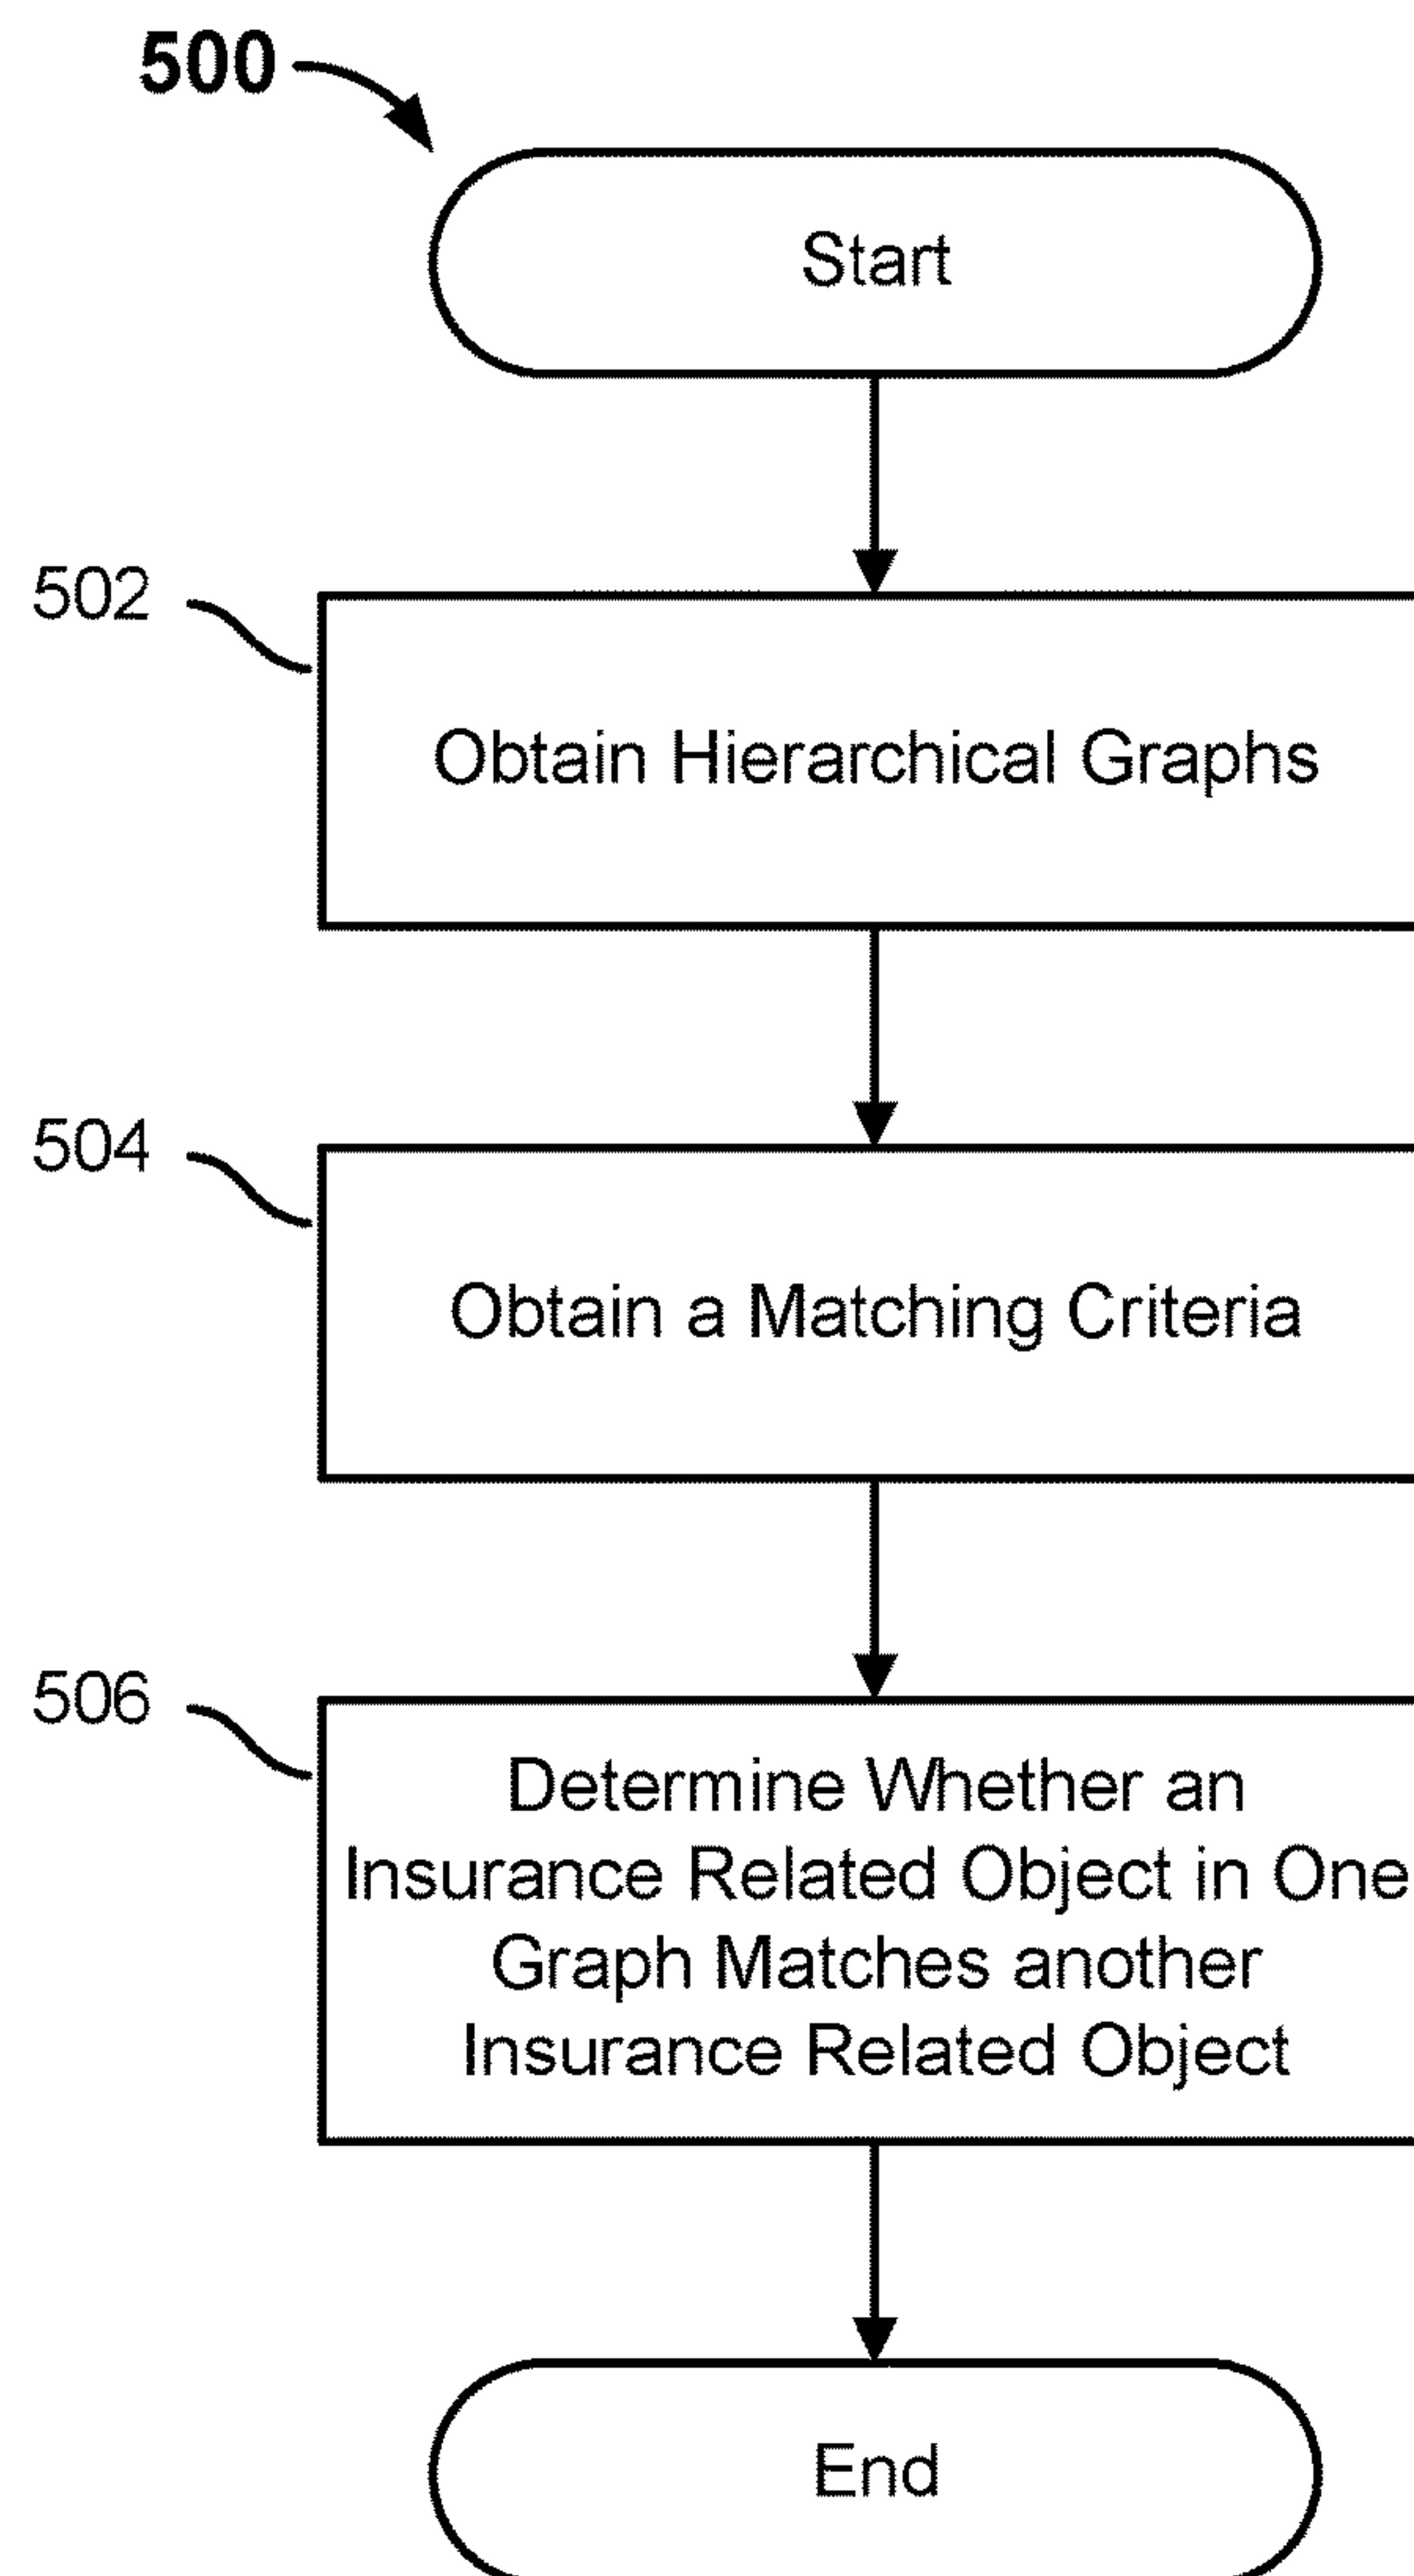 500
Start
502
Obtain Hierarchical Graphs
504
Obtain a Matching Criteria
506
Determine Whether an
Insurance Related Object in One
Graph Matches another
Insurance Related Object
End